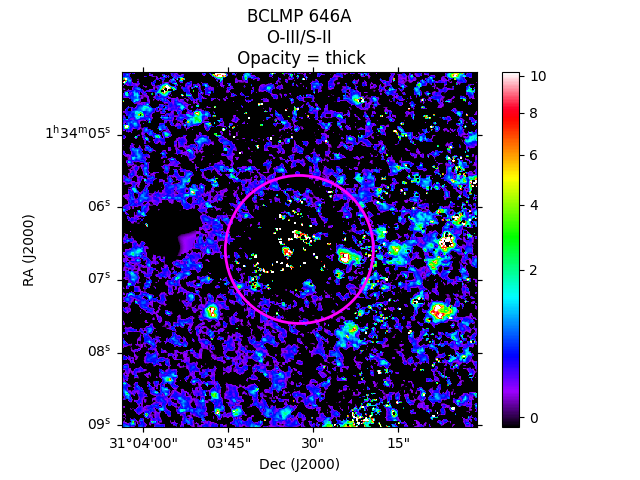 BCLMP 646A
O-III/S-II
Opacity = thick
10
8
6
4
2
0
RA (J2000)
1ʰ34ᵐ05ˢ
06ˢ
07ˢ
08ˢ
09ˢ
31°04'00" 03'45" 30" 15"
Dec (J2000)